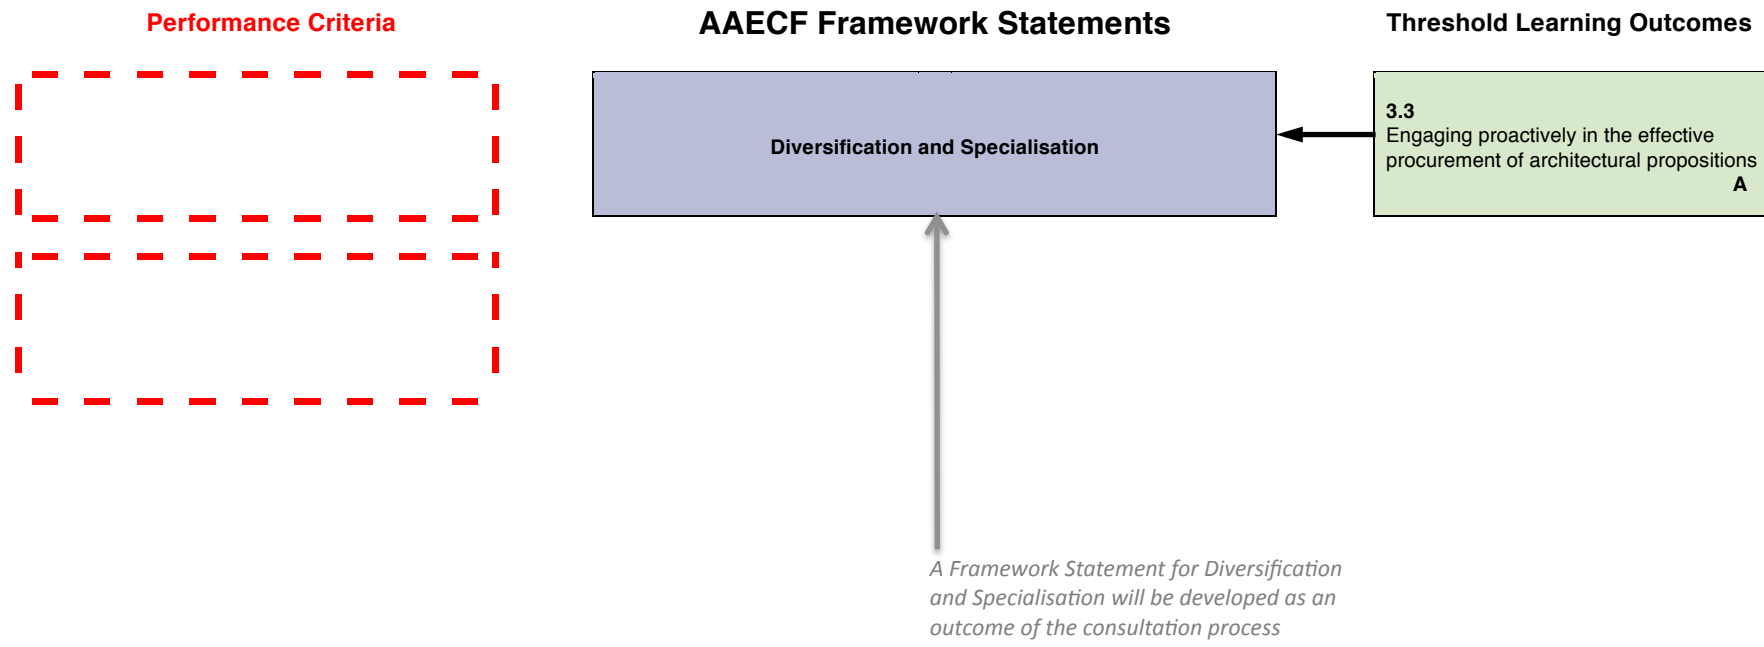 Performance Criteria
AAECF Framework Statements
Threshold Learning Outcomes
Diversification and Specialisation
3.3
Engaging proactively in the effective
procurement of architectural propositions
A
A Framework Statement for Diversification
and Specialisation will be developed as an
outcome of the consultation process